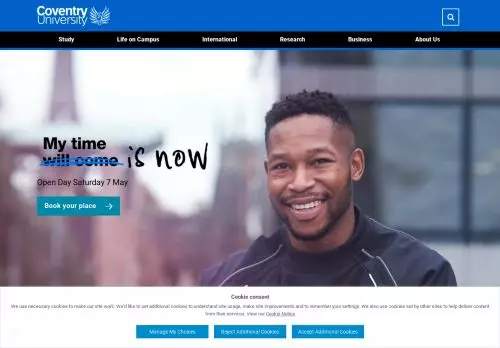 Coventry
University
Study
Life on Campus
International
Research
Business
About Us
My time
will come is now
Open Day Saturday 7 May
Book your place
Cookie consent
We use necessary cookies to make our site work. We'd like to set additional cookies to understand site usage, make site improvements and to remember your settings. We also use cookies set by other sites to help deliver content
from their services. View our Cookie Notice
Manage My Choices
Reject Additional Cookies
Accept Additional Cookies